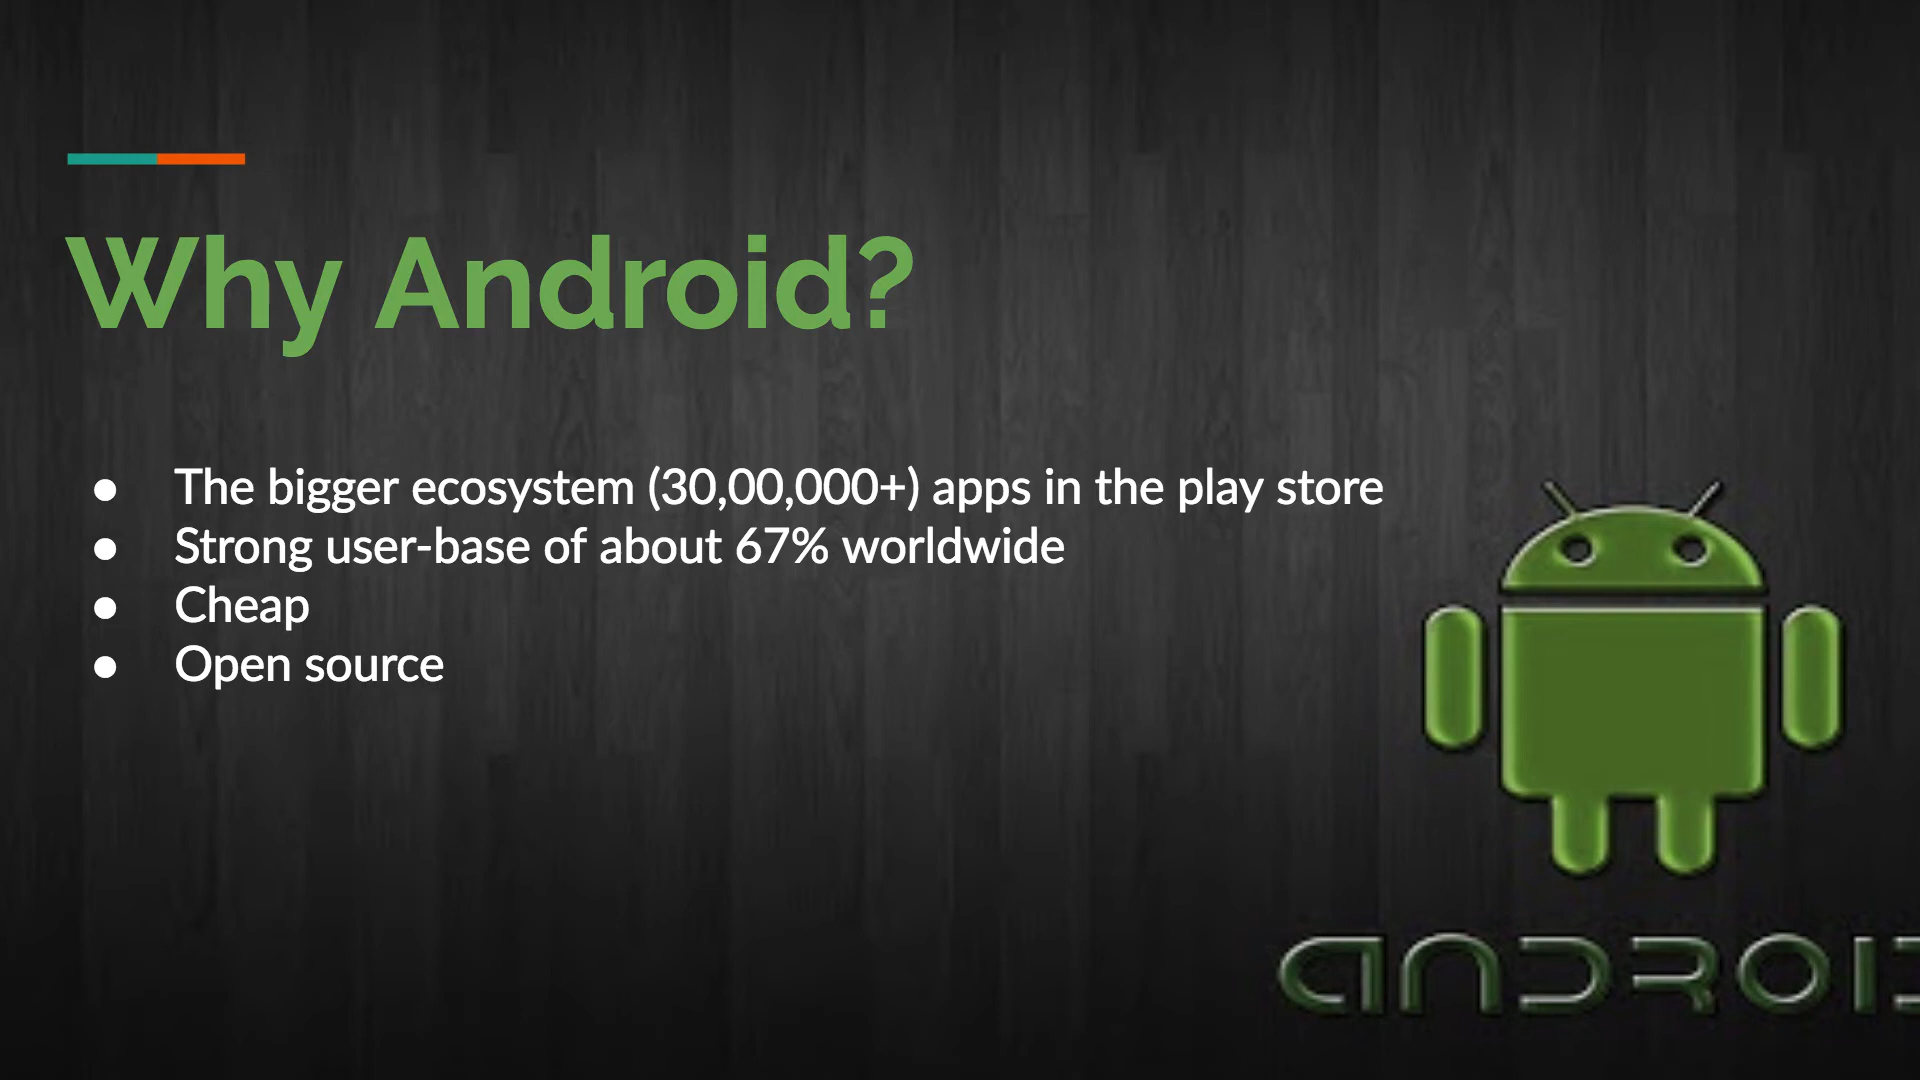 Why Android?
● The bigger ecosystem (30,00,000+) apps in the play store
● Strong user-base of about 67% worldwide
● Cheap
● Open source
ANDROID